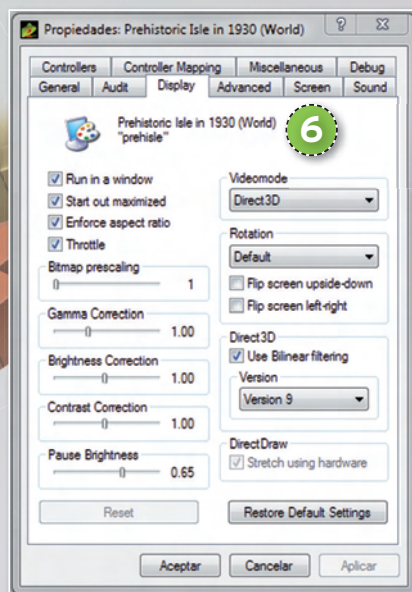 Propiedades: Prehistoric Isle in 1930 (World)
Controllers Controller Mapping Miscellaneous Debug
General Audit Display Advanced Screen Sound
Prehistoric Isle in 1930 (World)
"prehisle"
6
Run in a window
Start out maximized
Enforce aspect ratio
Throttle
Bitmap prescaling
1
Gamma Correction
1.00
Brightness Correction
1.00
Contrast Correction
1.00
Pause Brightness
0.65
Reset
Videomode
Direct3D
Rotation
Default
Flip screen upside-down
Flip screen left-right
Direct3D
Use Bilinear filtering
Version
Version 9
DirectDraw
Stretch using hardware
Restore Default Settings
Aceptar Cancelar Aplicar